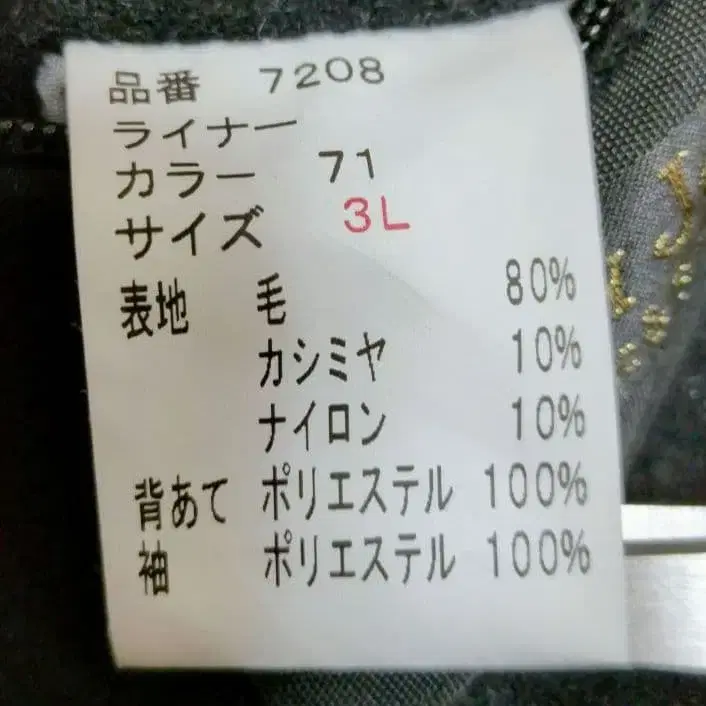 品番 7208
ライナー
カラー 71
サイズ 3L
表地 毛 80%
カシミヤ 10%
ナイロン 10%
背あて ポリエステル 100%
袖 ポリエステル 100%